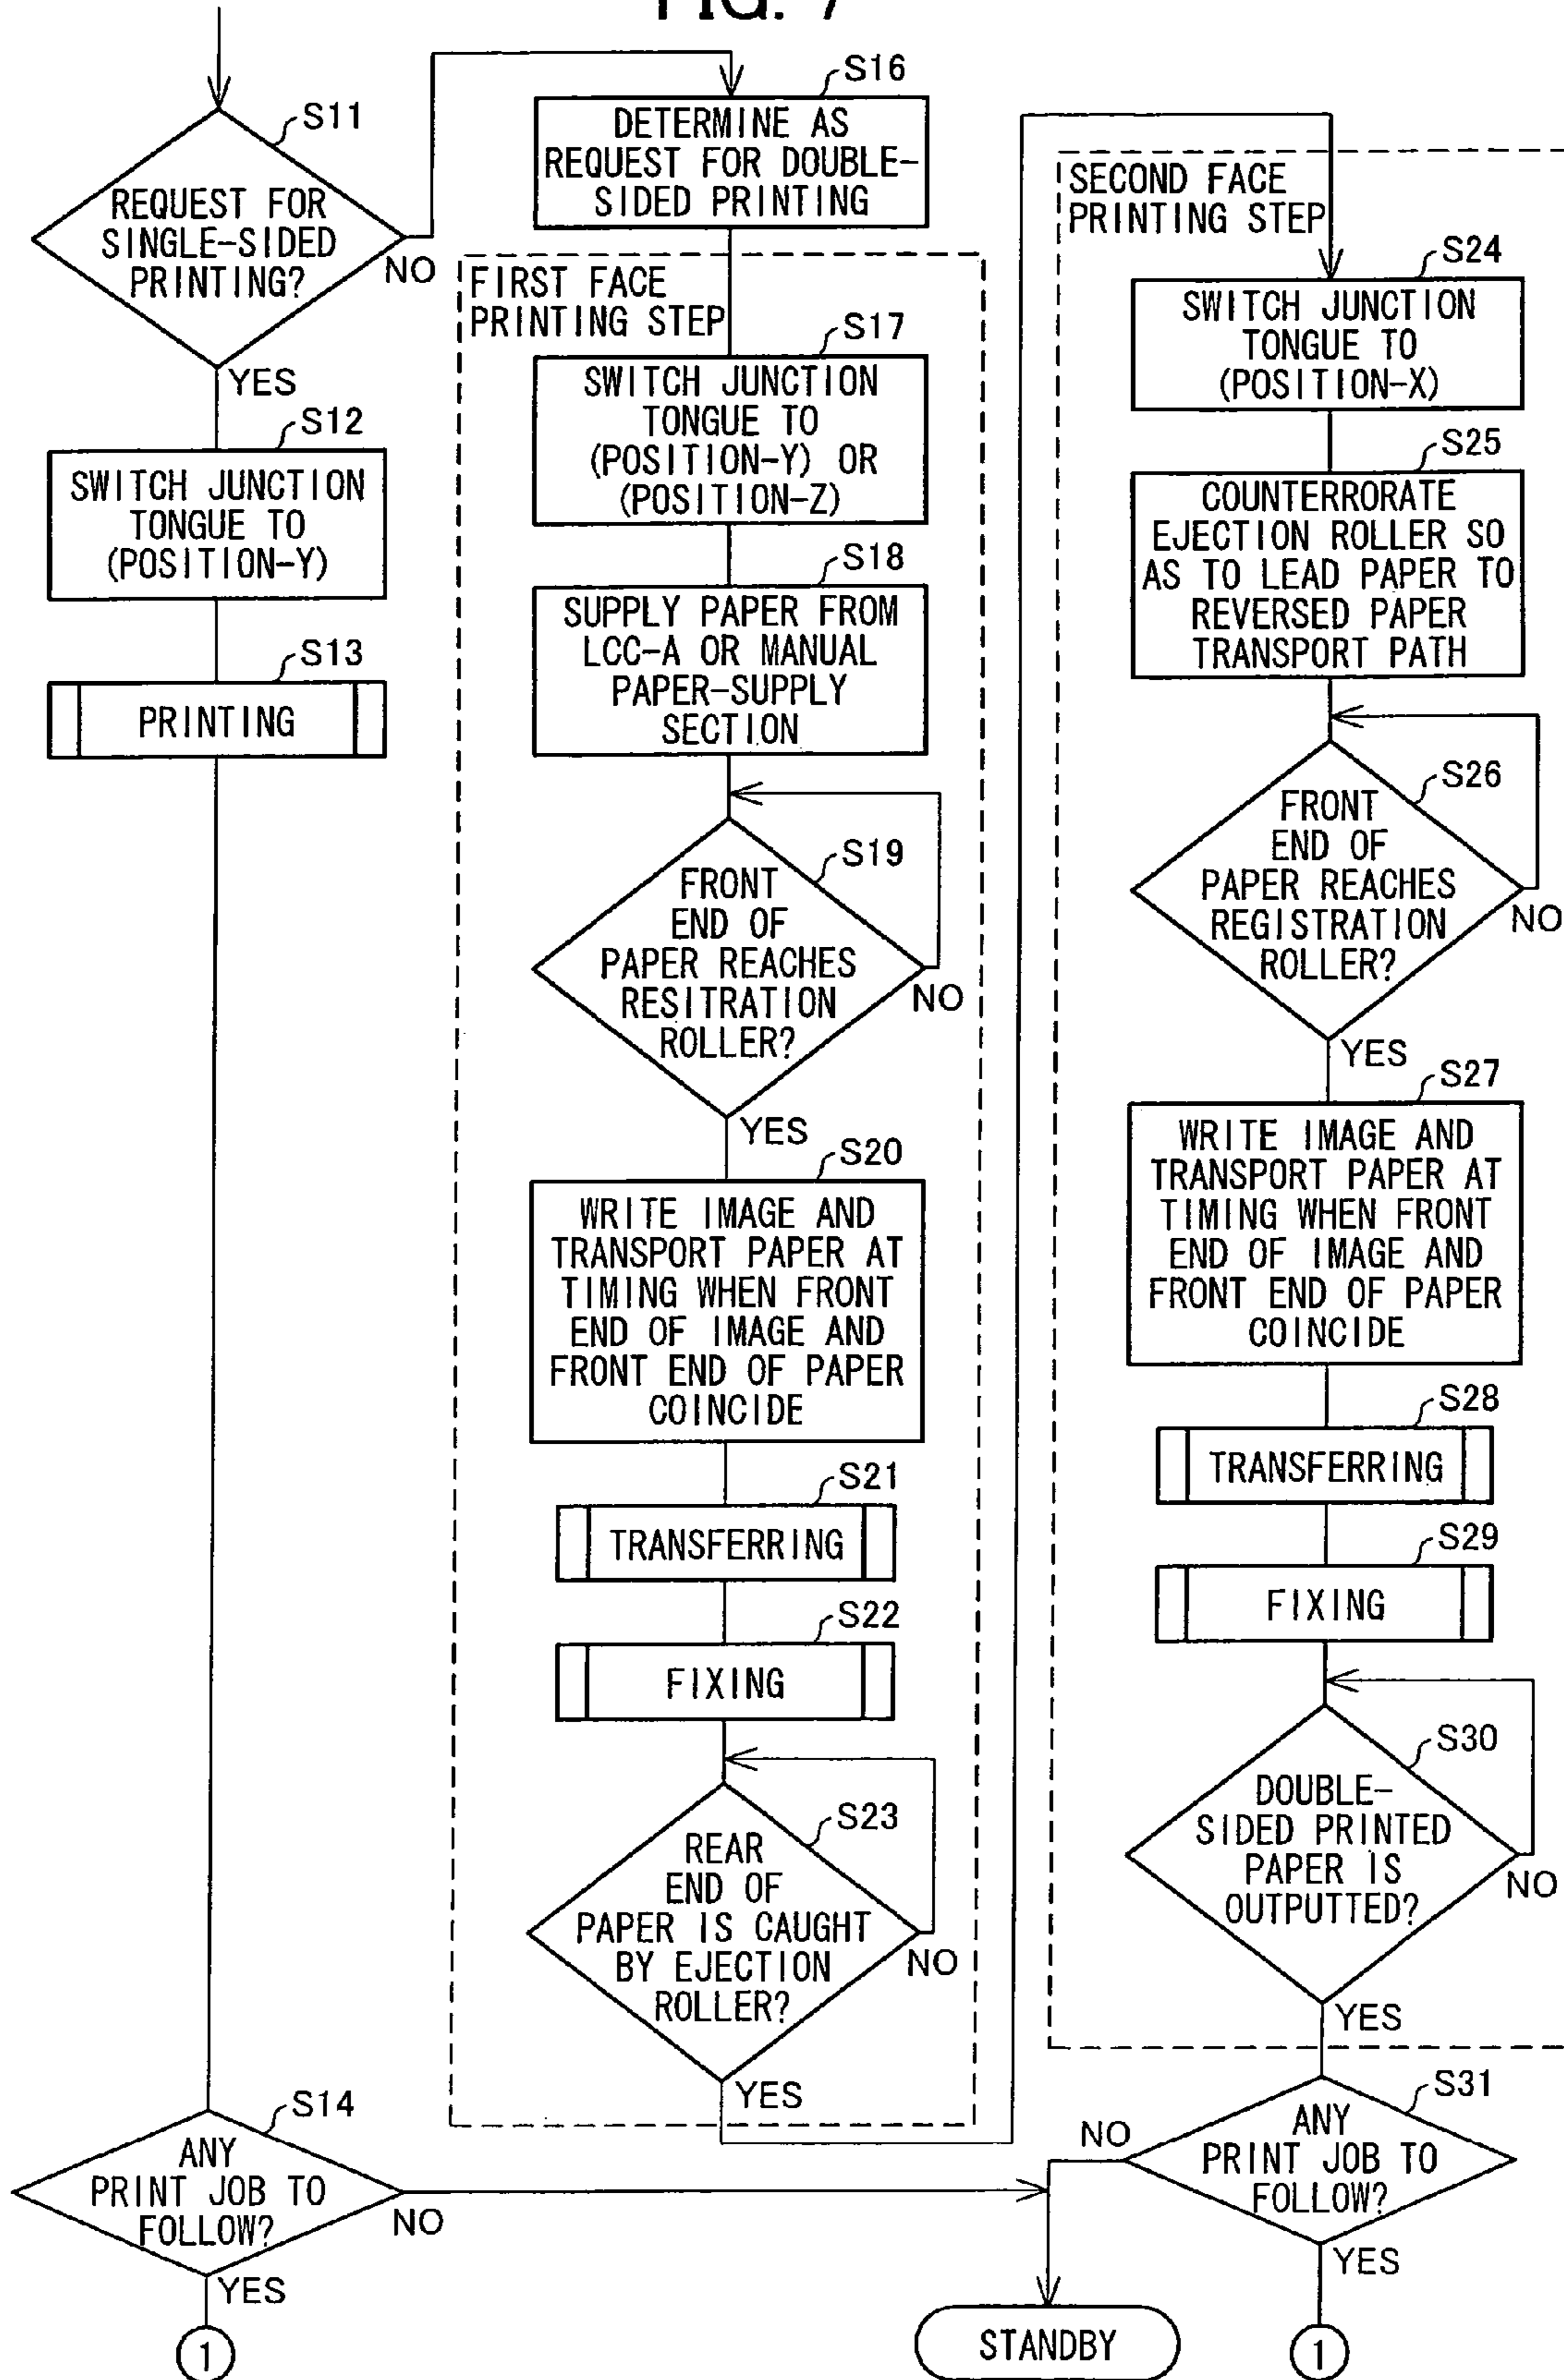 FIG. 7
S11
REQUEST FOR
SINGLE-SIDED
PRINTING?
NO
YES
S12
SWITCH JUNCTION
TONGUE TO
(POSITION-Y)
S13
PRINTING
S14
ANY
PRINT JOB TO
FOLLOW?
NO
YES
1
S16
DETERMINE AS
REQUEST FOR DOUBLE-
SIDED PRINTING
FIRST FACE
PRINTING STEP
S17
SWITCH JUNCTION
TONGUE TO
(POSITION-Y) OR
(POSITION-Z)
S18
SUPPLY PAPER FROM
LCC-A OR MANUAL
PAPER-SUPPLY
SECTION
S19
FRONT
END OF
PAPER REACHES
RESITRATION
ROLLER?
NO
YES
S20
WRITE IMAGE AND
TRANSPORT PAPER AT
TIMING WHEN FRONT
END OF IMAGE AND
FRONT END OF PAPER
COINCIDE
S21
TRANSFERRING
S22
FIXING
S23
REAR
END OF
PAPER IS CAUGHT
BY EJECTION
ROLLER?
NO
YES
SECOND FACE
PRINTING STEP
S24
SWITCH JUNCTION
TONGUE TO
(POSITION-X)
S25
COUNTERRORATE
EJECTION ROLLER SO
AS TO LEAD PAPER TO
REVERSED PAPER
TRANSPORT PATH
S26
FRONT
END OF
PAPER REACHES
REGISTRATION
ROLLER?
NO
YES
S27
WRITE IMAGE AND
TRANSPORT PAPER AT
TIMING WHEN FRONT
END OF IMAGE AND
FRONT END OF PAPER
COINCIDE
S28
TRANSFERRING
S29
FIXING
S30
DOUBLE-
SIDED PRINTED
PAPER IS
OUTPUTTED?
NO
YES
S31
ANY
PRINT JOB TO
FOLLOW?
NO
YES
STANDBY
1